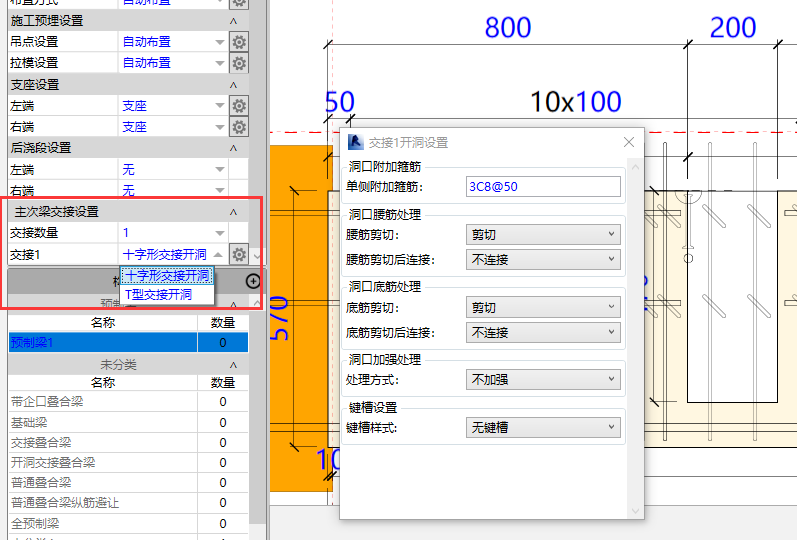 布置方式 自动布置
施工预埋设置
吊点设置 自动布置
拉模设置 自动布置
支座设置
左端 支座
右端 支座
后浇段设置
左端 无
右端 无
主次梁交接设置
交接数量 1
交接1 十字形交接开洞
十字形交接开洞
T型交接开洞
名称 数量
预制梁1 0
未分类
名称 数量
带企口叠合梁 0
基础梁 0
交接叠合梁 0
开洞交接叠合梁 0
普通叠合梁 0
普通叠合梁纵筋避让 0
全预制梁 0
800 200
50 10x100
570
交接1开洞设置
洞口附加箍筋
单侧附加箍筋: 3C8@50
洞口腰筋处理
腰筋剪切: 剪切
腰筋剪切后连接: 不连接
洞口底筋处理
底筋剪切: 剪切
底筋剪切后连接: 不连接
洞口加强处理
处理方式: 不加强
键槽设置
键槽样式: 无键槽